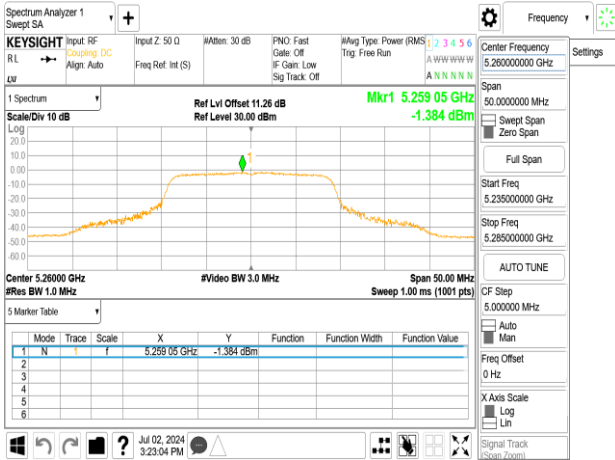 Spectrum Analyzer 1
Swept SA
+
Frequency
KEYSIGHT
RL
LXI
Input: RF
Coupling: DC
Align: Auto
Input Z: 50 Ω
Freq Ref: Int (S)
#Atten: 30 dB
PNO: Fast
Gate: Off
IF Gain: Low
Sig Track: Off
#Avg Type: Power (RMS
Trig: Free Run
1 2 3 4 5 6
A W W W W W
A N N N N N
1 Spectrum
Scale/Div 10 dB
Log
Ref Lvl Offset 11.26 dB
Ref Level 30.00 dBm
Mkr1 5.259 05 GHz
-1.384 dBm
20.0
10.0
0.00
-10.0
-20.0
-30.0
-40.0
-50.0
-60.0
1
Center 5.26000 GHz
#Res BW 1.0 MHz
#Video BW 3.0 MHz
Span 50.00 MHz
Sweep 1.00 ms (1001 pts)
5 Marker Table
Mode Trace Scale X Y Function Function Width Function Value
1 N 1 f 5.259 05 GHz -1.384 dBm
2
3
4
5
6
Jul 02, 2024
3:23:04 PM
Settings
Center Frequency
5.260000000 GHz
Span
50.0000000 MHz
Swept Span
Zero Span
Full Span
Start Freq
5.235000000 GHz
Stop Freq
5.285000000 GHz
AUTO TUNE
CF Step
5.000000 MHz
Auto
Man
Freq Offset
0 Hz
X Axis Scale
Log
Lin
Signal Track
(Span Zoom)